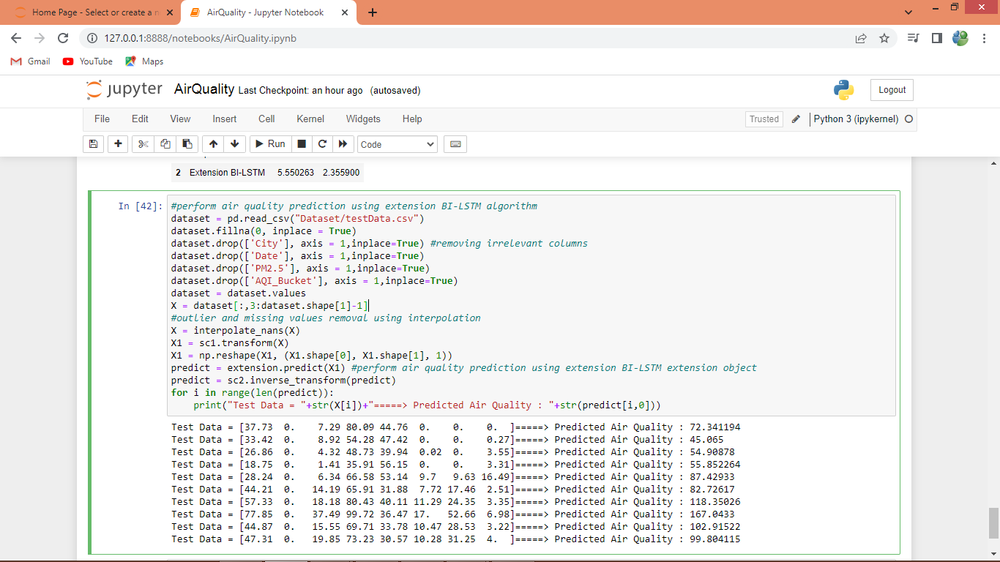 Home Page - Select or create a n
AirQuality - Jupyter Notebook
127.0.0.1:8888/notebooks/AirQuality.ipynb
Gmail YouTube Maps
jupyter AirQuality Last Checkpoint: an hour ago (autosaved)
Logout
File Edit View Insert Cell Kernel Widgets Help
Trusted
Python 3 (ipykernel)
Run
Code
2 Extension BI-LSTM 5.550263 2.355900
In [42]:
#perform air quality prediction using extension BI-LSTM algorithm
dataset = pd.read_csv("Dataset/testData.csv")
dataset.fillna(0, inplace = True)
dataset.drop(['City'], axis = 1,inplace=True) #removing irrelevant columns
dataset.drop(['Date'], axis = 1,inplace=True)
dataset.drop(['PM2.5'], axis = 1,inplace=True)
dataset.drop(['AQI_Bucket'], axis = 1,inplace=True)
dataset = dataset.values
X = dataset[:,3:dataset.shape[1]-1]
#outlier and missing values removal using interpolation
X = interpolate_nans(X)
X1 = sc1.transform(X)
X1 = np.reshape(X1, (X1.shape[0], X1.shape[1], 1))
predict = extension.predict(X1) #perform air quality prediction using extension BI-LSTM extension object
predict = sc2.inverse_transform(predict)
for i in range(len(predict)):
    print("Test Data = "+str(X[i])+"=====> Predicted Air Quality : "+str(predict[i,0]))
Test Data = [37.73  0.    7.29 80.09 44.76  0.    0.    0.  ]=====> Predicted Air Quality : 72.341194
Test Data = [33.42  0.    8.92 54.28 47.42  0.    0.    0.27]=====> Predicted Air Quality : 45.065
Test Data = [26.86  0.    4.32 48.73 39.94  0.02  0.    3.55]=====> Predicted Air Quality : 54.90878
Test Data = [18.75  0.    1.41 35.91 56.15  0.    0.    3.31]=====> Predicted Air Quality : 55.852264
Test Data = [28.24  0.    6.34 66.58 53.14  9.7   9.63 16.49]=====> Predicted Air Quality : 87.42933
Test Data = [44.21  0.   14.19 65.91 31.88  7.72 17.46  2.51]=====> Predicted Air Quality : 82.72617
Test Data = [57.33  0.   18.18 80.43 40.11 11.29 24.35  3.35]=====> Predicted Air Quality : 118.35026
Test Data = [77.85  0.   37.49 99.72 36.47 17.   52.66  6.98]=====> Predicted Air Quality : 167.0433
Test Data = [44.87  0.   15.55 69.71 33.78 10.47 28.53  3.22]=====> Predicted Air Quality : 102.91522
Test Data = [47.31  0.   19.85 73.23 30.57 10.28 31.25  4.  ]=====> Predicted Air Quality : 99.804115